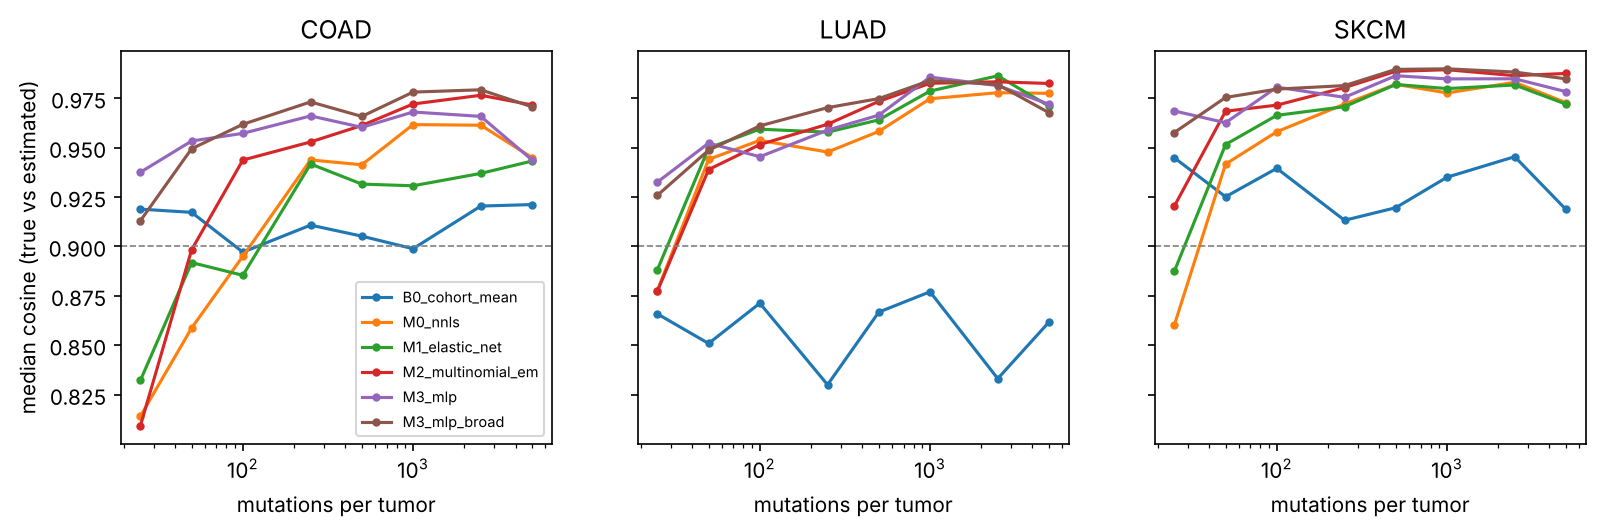 COAD
LUAD
SKCM
median cosine (true vs estimated)
0.975
0.950
0.925
0.900
0.875
0.850
0.825
B0_cohort_mean
M0_nnls
M1_elastic_net
M2_multinomial_em
M3_mlp
M3_mlp_broad
10²
10³
10²
10³
10²
10³
mutations per tumor
mutations per tumor
mutations per tumor